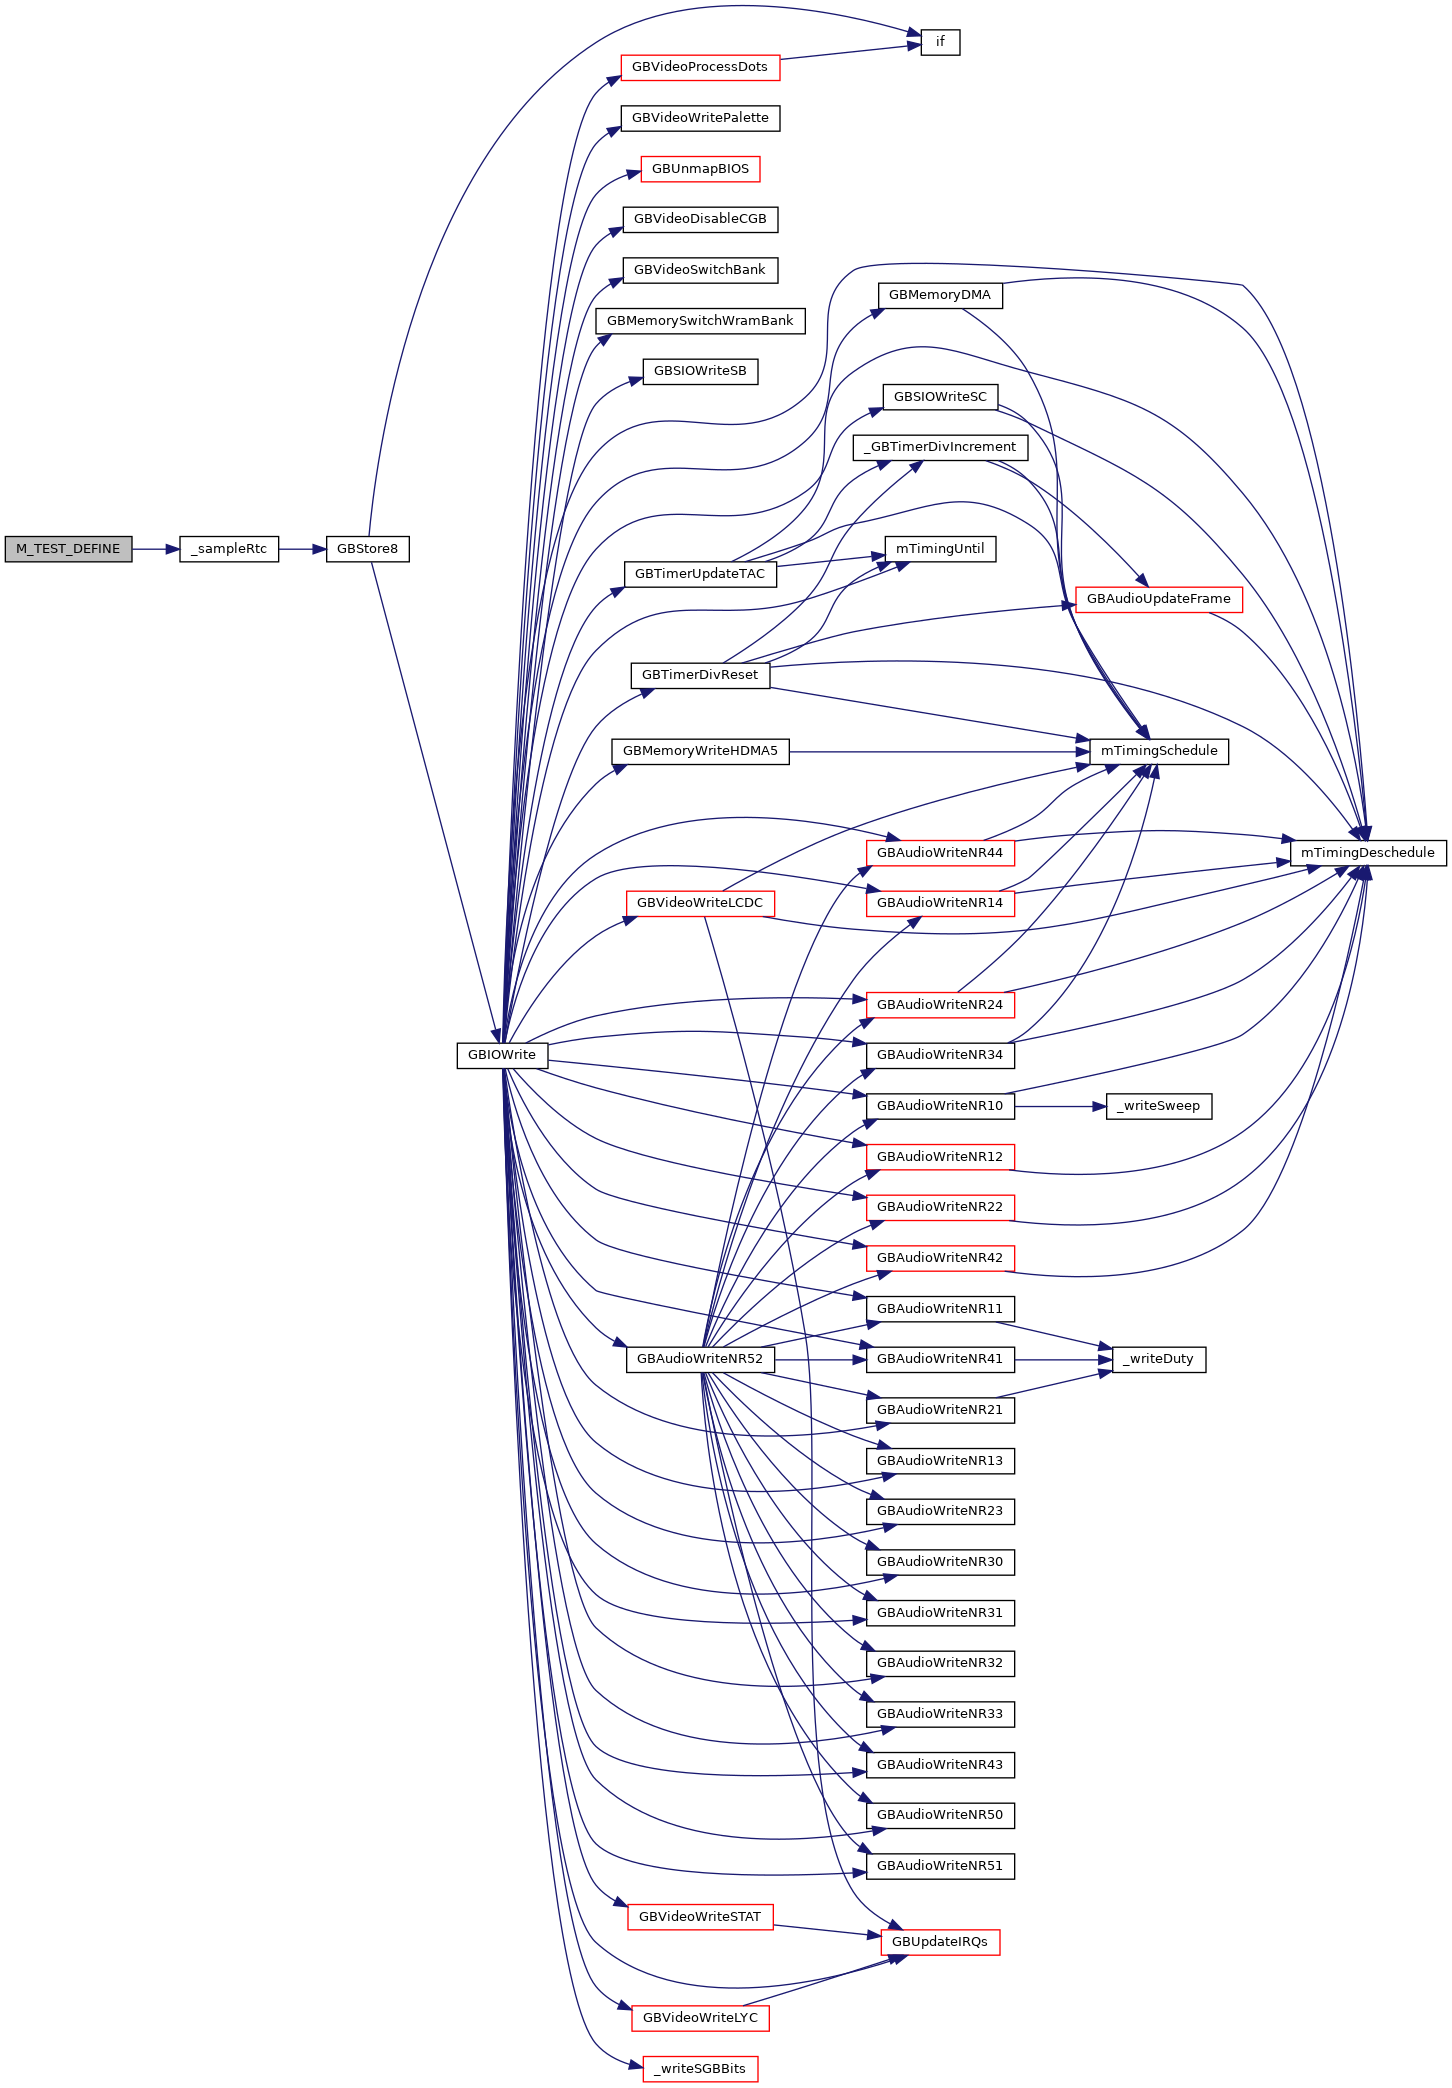 if
GBVideoProcessDots
GBVideoWritePalette
GBUnmapBIOS
GBVideoDisableCGB
GBVideoSwitchBank
GBMemoryDMA
GBMemorySwitchWramBank
GBSIOWriteSB
GBSIOWriteSC
_GBTimerDivIncrement
M_TEST_DEFINE
_sampleRtc
GBStore8
mTimingUntil
GBTimerUpdateTAC
GBAudioUpdateFrame
GBTimerDivReset
GBMemoryWriteHDMA5
mTimingSchedule
GBAudioWriteNR44
mTimingDeschedule
GBVideoWriteLCDC
GBAudioWriteNR14
GBAudioWriteNR24
GBIOWrite
GBAudioWriteNR34
GBAudioWriteNR10
_writeSweep
GBAudioWriteNR12
GBAudioWriteNR22
GBAudioWriteNR42
GBAudioWriteNR11
GBAudioWriteNR52
GBAudioWriteNR41
_writeDuty
GBAudioWriteNR21
GBAudioWriteNR13
GBAudioWriteNR23
GBAudioWriteNR30
GBAudioWriteNR31
GBAudioWriteNR32
GBAudioWriteNR33
GBAudioWriteNR43
GBAudioWriteNR50
GBAudioWriteNR51
GBVideoWriteSTAT
GBUpdateIRQs
GBVideoWriteLYC
_writeSGBBits